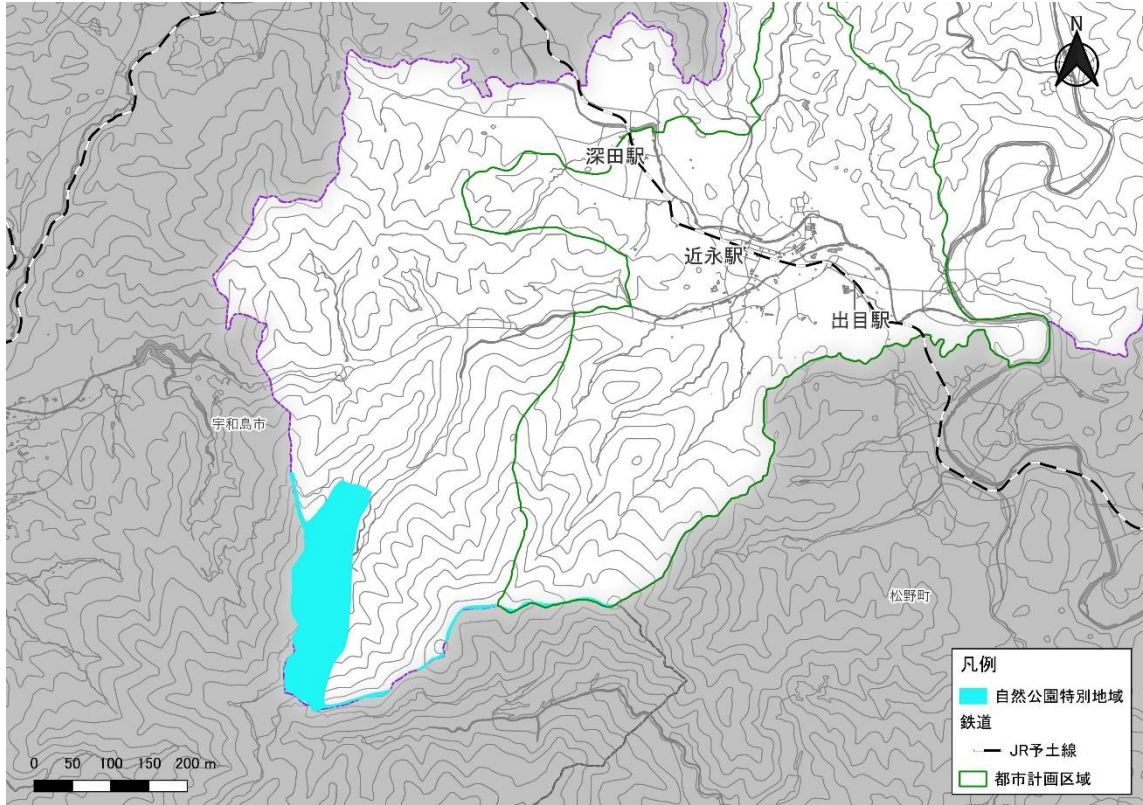 N
深田駅
近永駅
出目駅
宇和島市
松野町
凡例
自然公園特別地域
鉄道
JR予土線
都市計画区域
0 50 100 150 200 m